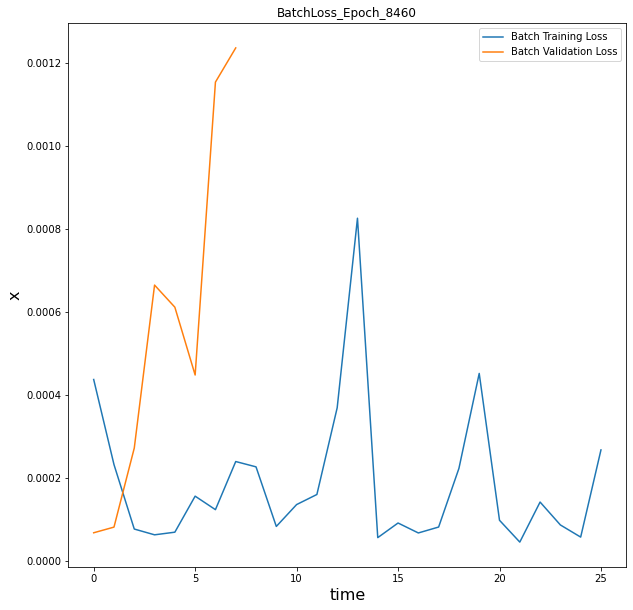 BatchLoss_Epoch_8460
Batch Training Loss
Batch Validation Loss
0.0012
0.0010
0.0008
0.0006
0.0004
0.0002
0.0000
x
0
5
10
15
20
25
time